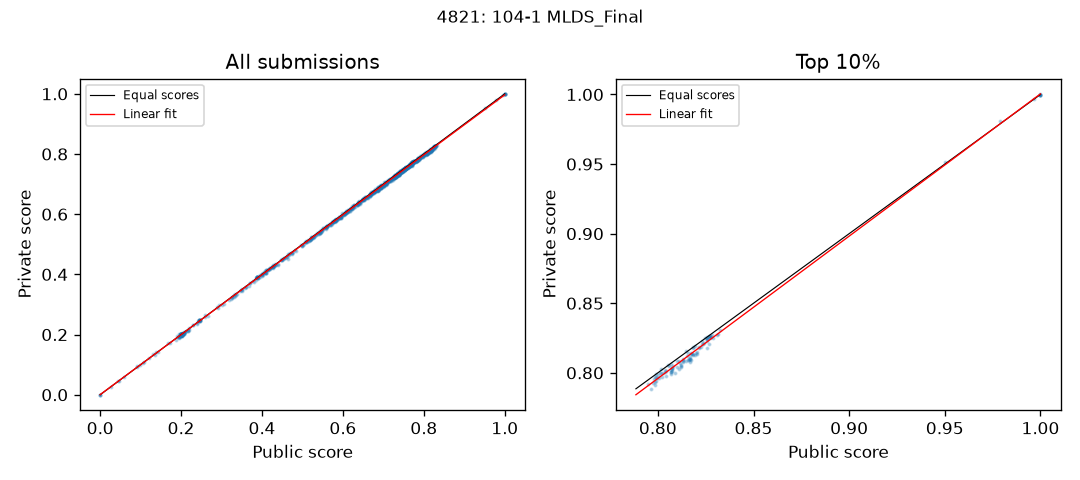 4821: 104-1 MLDS_Final
All submissions
Equal scores
Linear fit
1.0
0.8
0.6
0.4
0.2
0.0
Private score
0.0 0.2 0.4 0.6 0.8 1.0
Public score
Top 10%
Equal scores
Linear fit
1.00
0.95
0.90
0.85
0.80
Private score
0.80 0.85 0.90 0.95 1.00
Public score